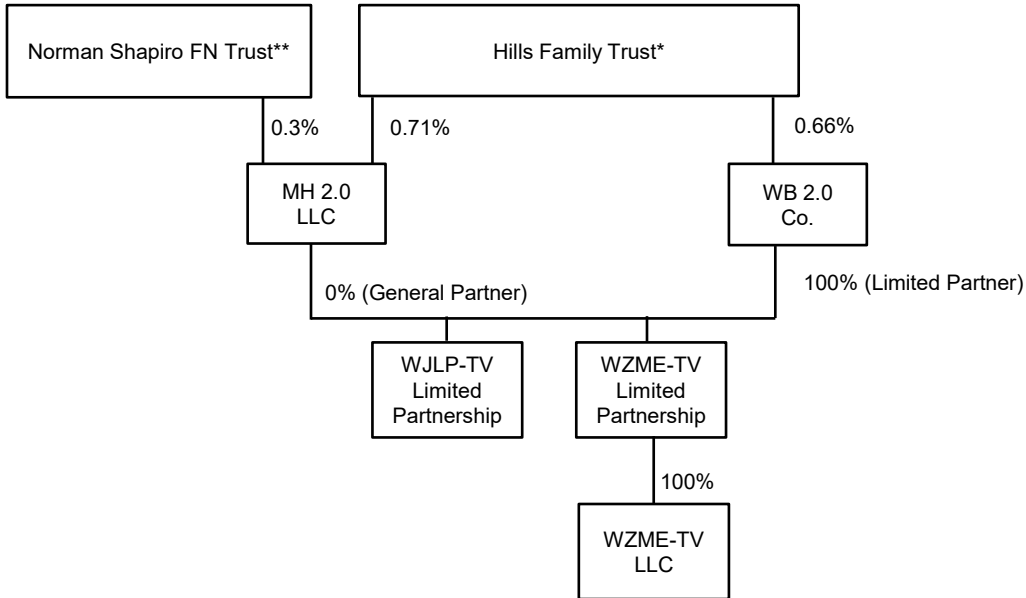 Norman Shapiro FN Trust**
Hills Family Trust*
0.3%
0.71%
0.66%
MH 2.0
LLC
WB 2.0
Co.
0% (General Partner)
100% (Limited Partner)
WJLP-TV
Limited
Partnership
WZME-TV
Limited
Partnership
100%
WZME-TV
LLC